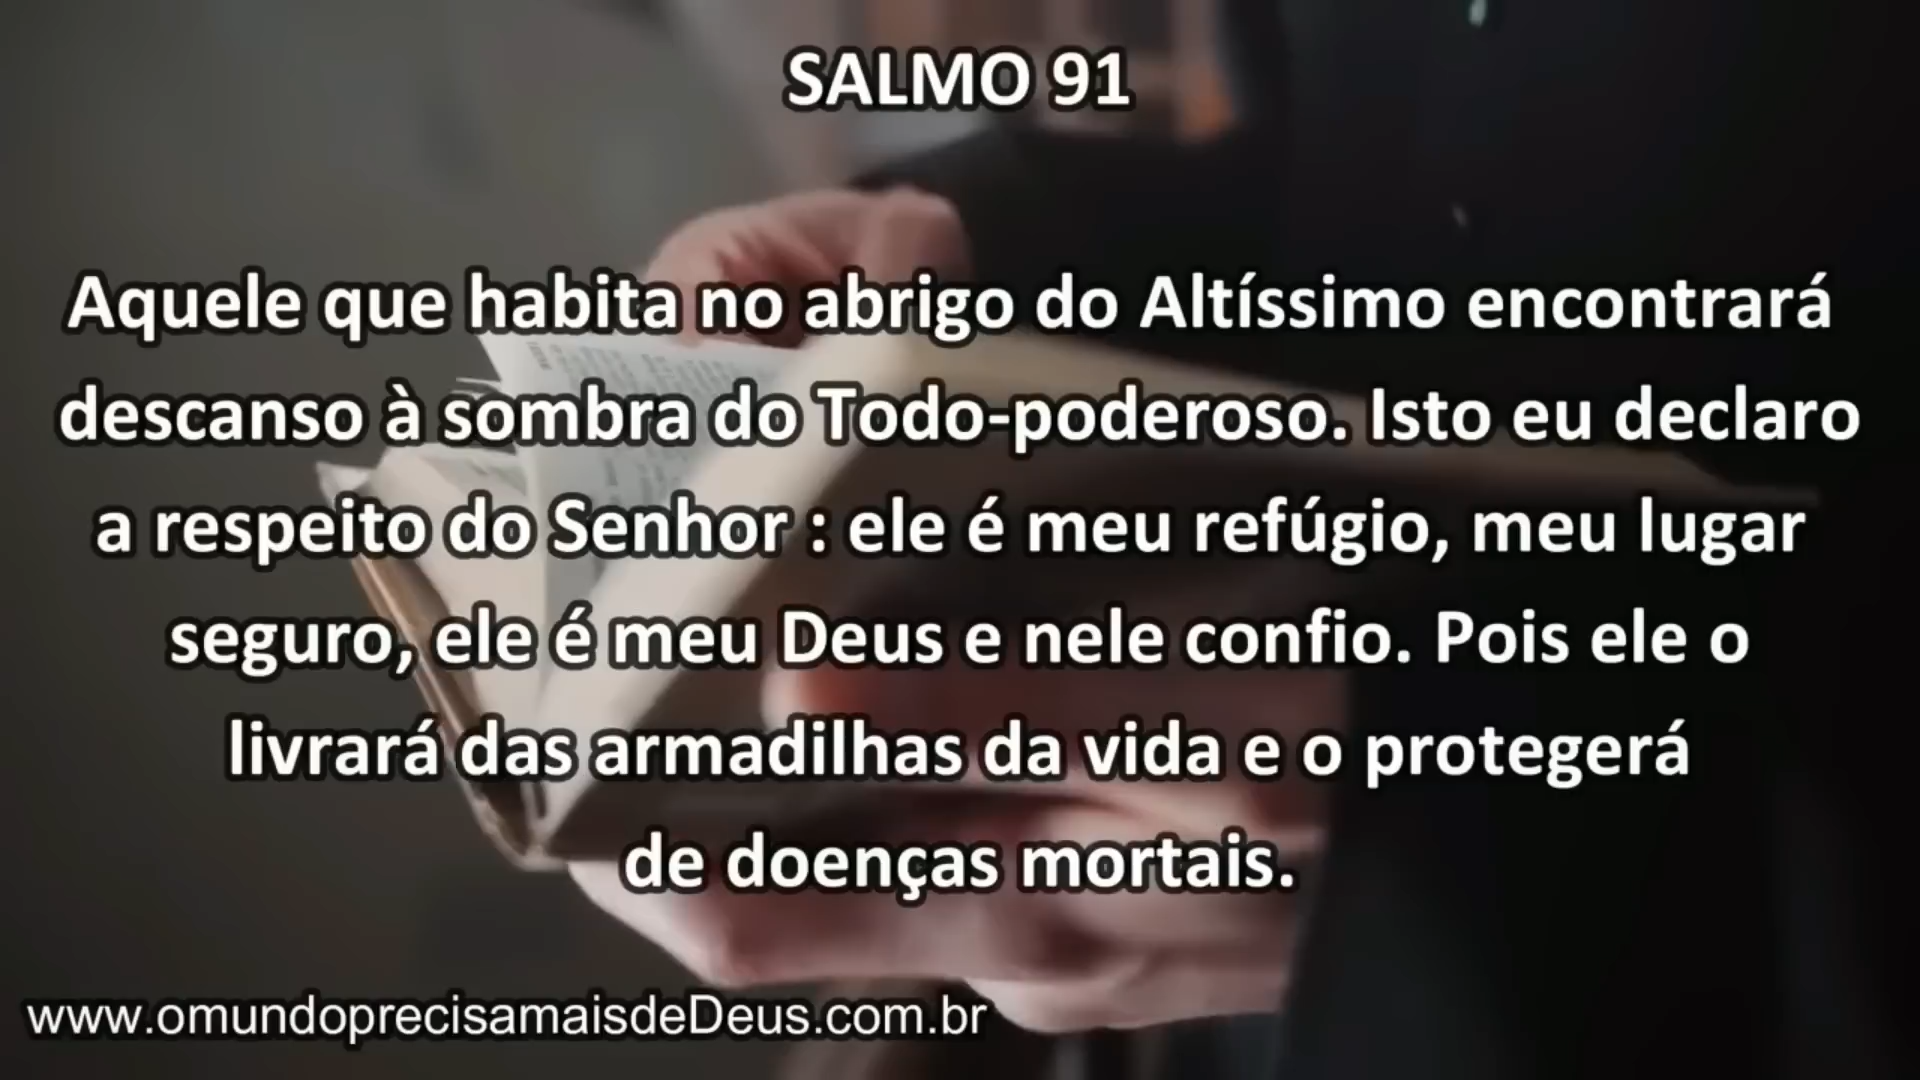 SALMO 91
Aquele que habita no abrigo do Altíssimo encontrará
descanso à sombra do Todo-poderoso. Isto eu declaro
a respeito do Senhor : ele é meu refúgio, meu lugar
seguro, ele é meu Deus e nele confio. Pois ele o
livrará das armadilhas da vida e o protegerá
de doenças mortais.
www.omundoprecisamaisdeDeus.com.br